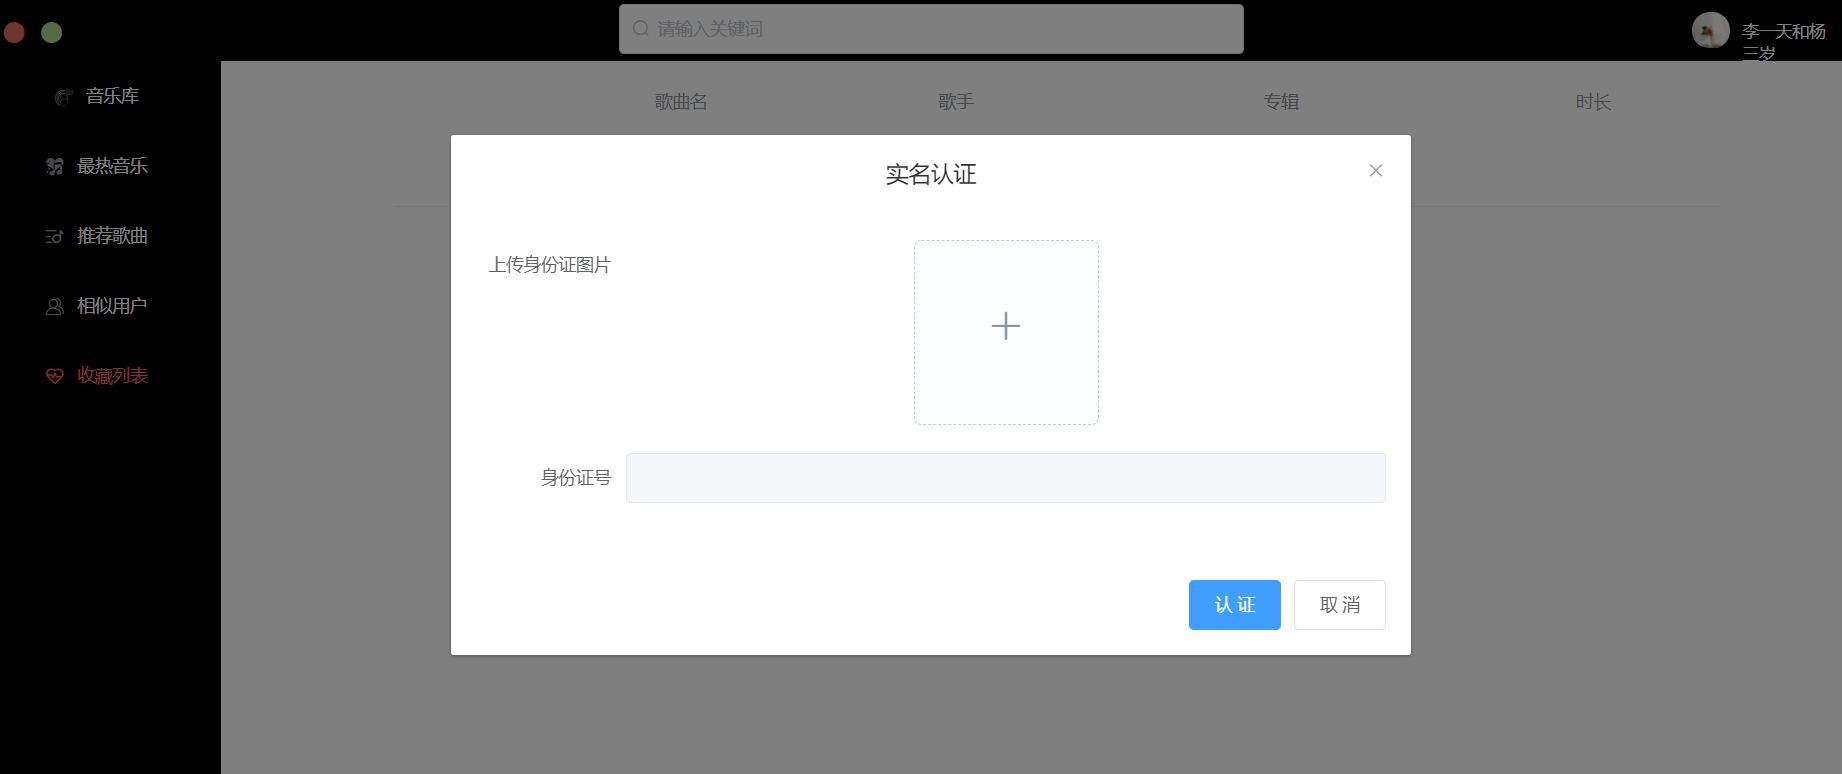 请输入关键词
李一天和杨
三岁
音乐库
最热音乐
推荐歌曲
相似用户
收藏列表
歌曲名 歌手 专辑 时长
实名认证
上传身份证图片
身份证号
认证 取消